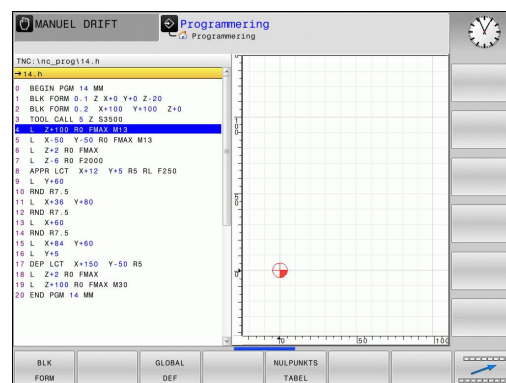 MANUEL DRIFT
Programmering
Programmering
TNC:\nc_prog\14.h
→14.h
0 BEGIN PGM 14 MM
1 BLK FORM 0.1 Z X+0 Y+0 Z-20
2 BLK FORM 0.2 X+100 Y+100 Z+0
3 TOOL CALL 5 Z S3500
4 L Z+100 R0 FMAX M13
5 L X-50 Y-50 R0 FMAX M13
6 L Z+2 R0 FMAX
7 L Z-6 R0 F2000
8 APPR LCT X+12 Y+5 R5 RL F250
9 L Y+60
10 RND R7.5
11 L X+36 Y+80
12 RND R7.5
13 L X+60
14 RND R7.5
15 L X+84 Y+60
16 L Y+5
17 DEP LCT X+150 Y-50 R5
18 L Z+2 R0 FMAX
19 L Z+100 R0 FMAX M30
20 END PGM 14 MM
100
50
0
0
50
100
BLK FORM
GLOBAL DEF
NULPUNKTS TABEL